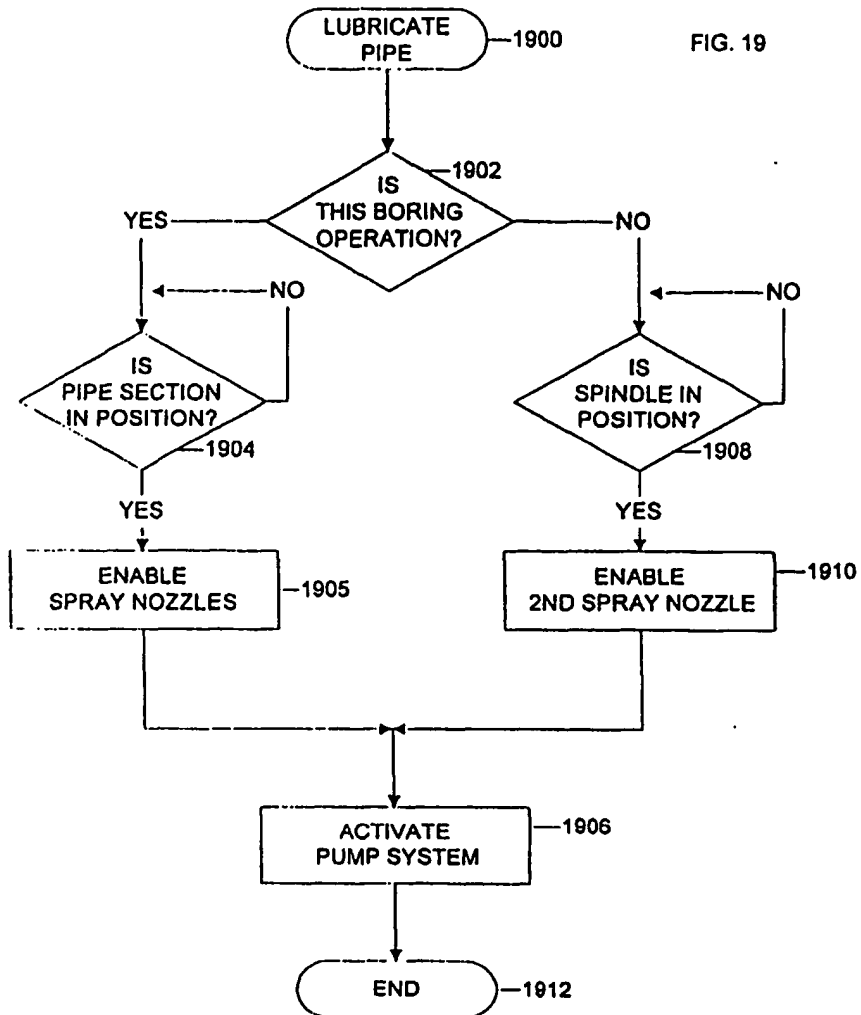 LUBRICATE
PIPE
1900
FIG. 19
1902
IS
THIS BORING
OPERATION?
YES
NO
NO
NO
IS
PIPE SECTION
IN POSITION?
1904
IS
SPINDLE IN
POSITION?
1908
YES
YES
ENABLE
SPRAY NOZZLES
1905
ENABLE
2ND SPRAY NOZZLE
1910
ACTIVATE
PUMP SYSTEM
1906
END
1912